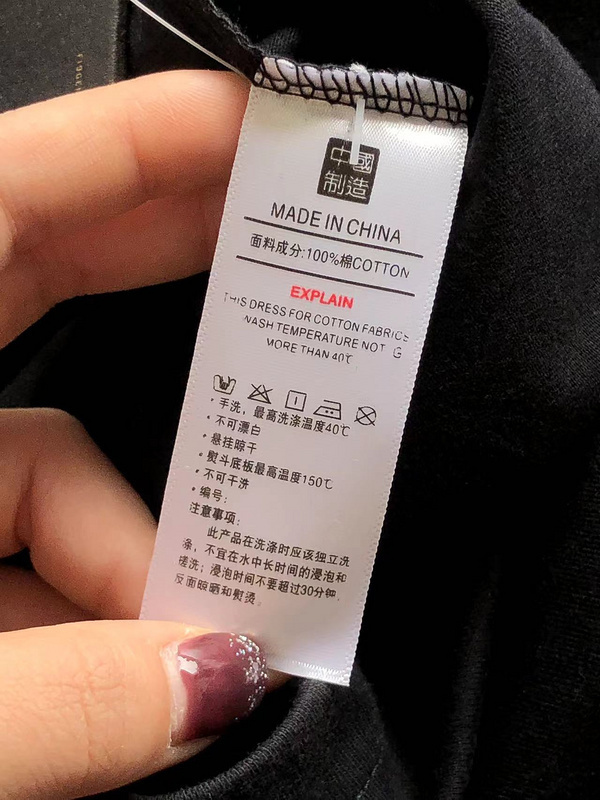 中國
制造
MADE IN CHINA
面料成分:100%棉COTTON
EXPLAIN
THIS DRESS FOR COTTON FABRICS
WASH TEMPERATURE NOT G
MORE THAN 40℃
·手洗,最高洗涤温度40℃
·不可漂白
·悬挂晾干
·熨斗底板最高温度150℃
·不可干洗
·编号:
注意事项:
此产品在洗涤时应该独立洗
涤,不宜在水中长时间的浸泡和
搓洗;浸泡时间不要超过30分钟,
反面晾晒和熨烫。